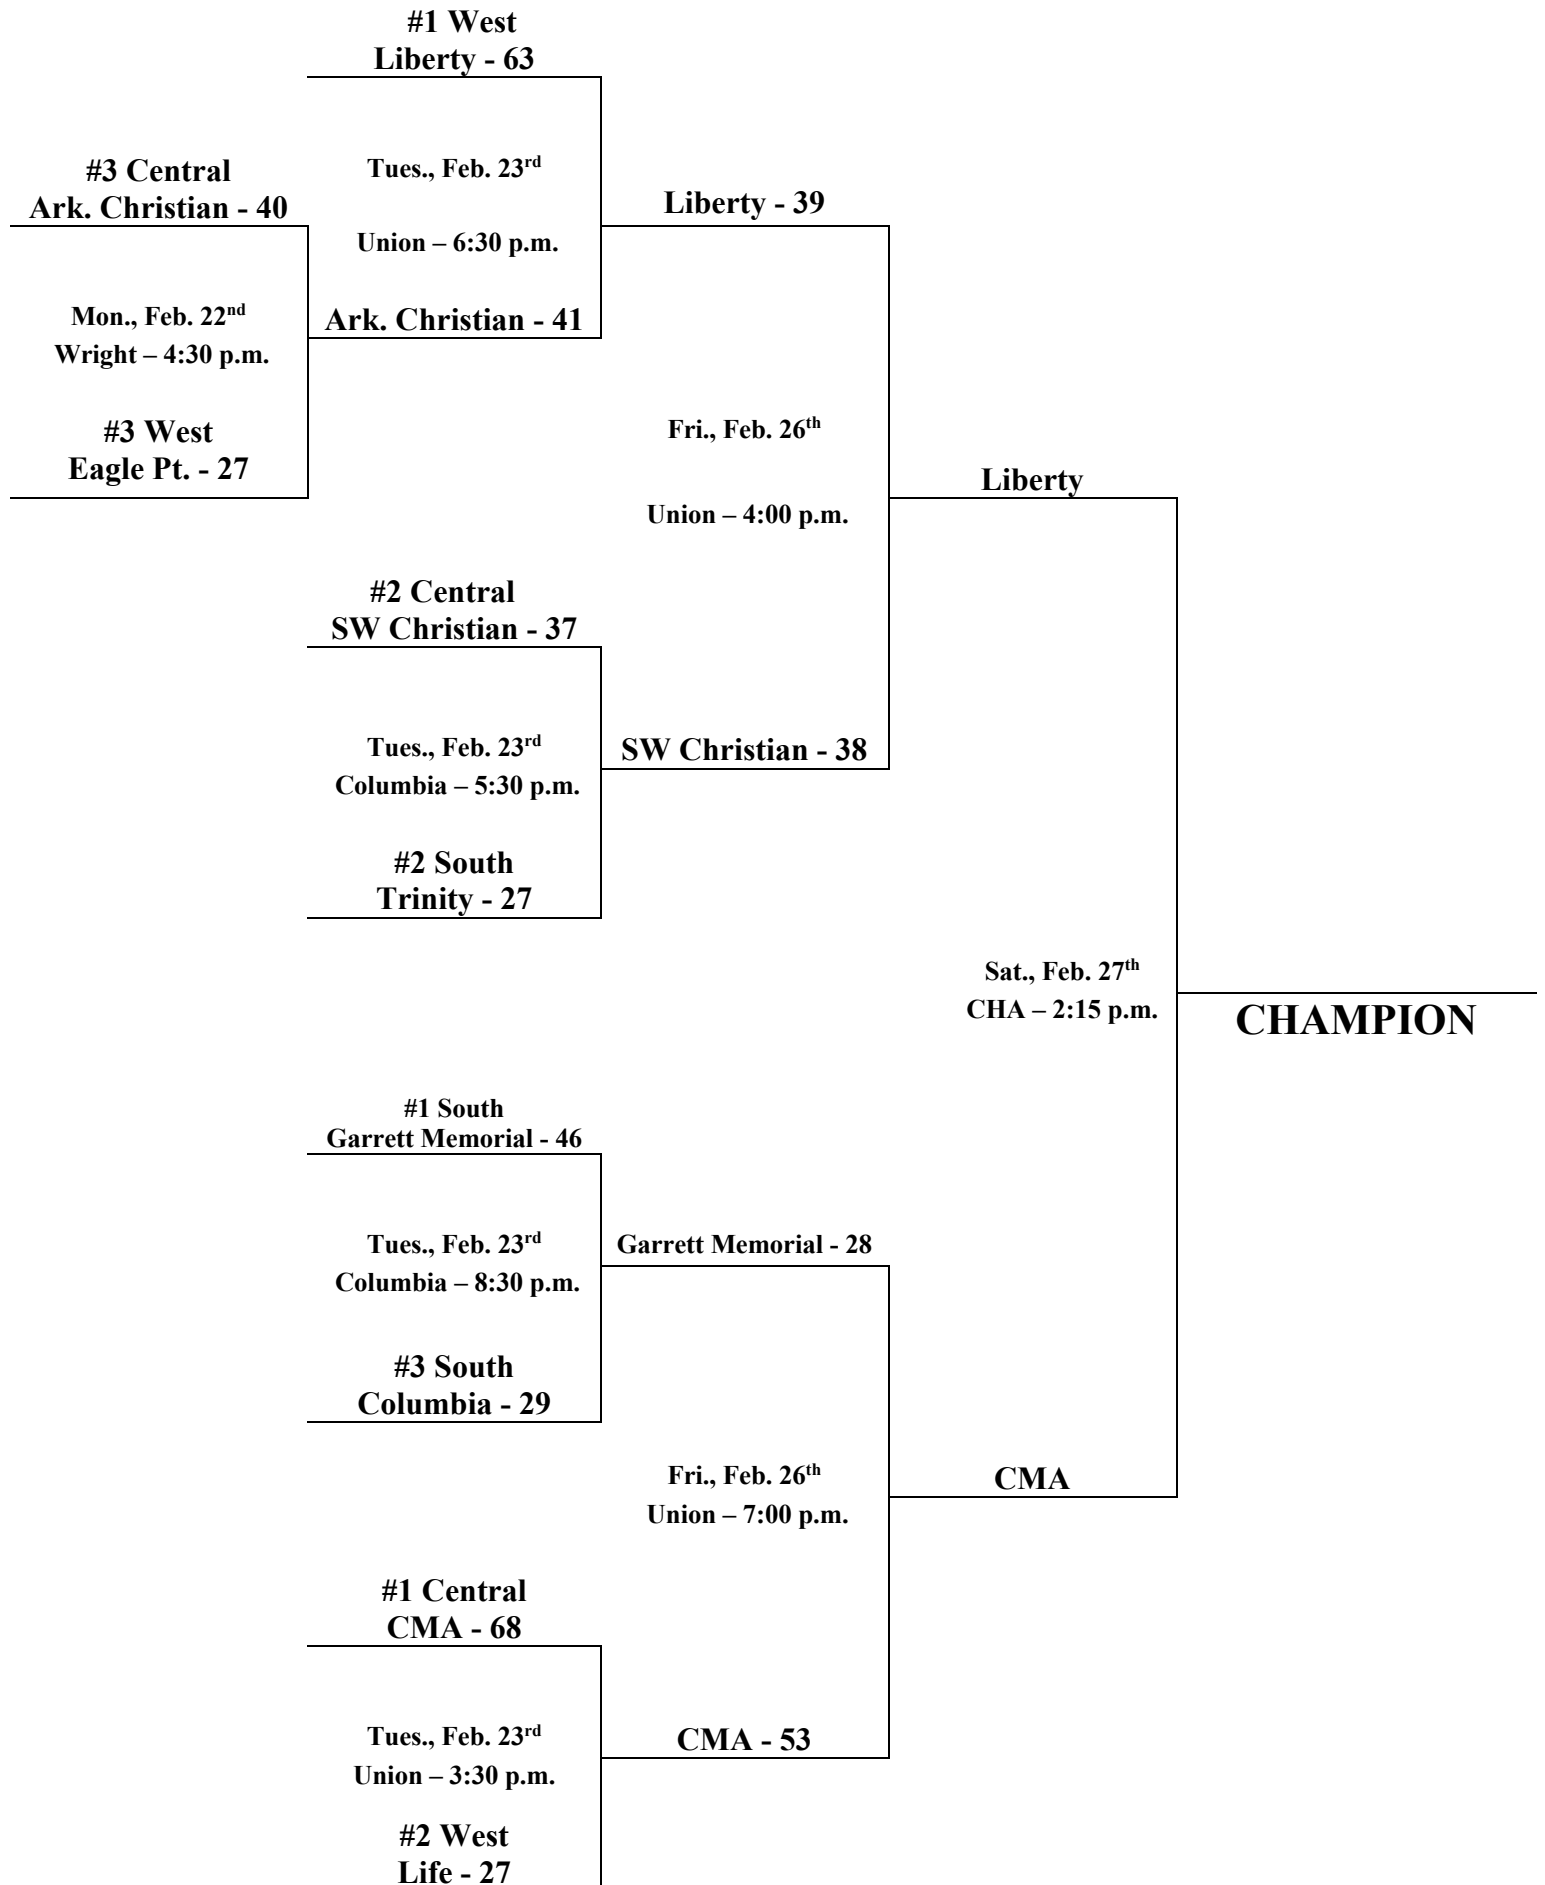 #1 West
Liberty - 63
#3 Central
Ark. Christian - 40
Tues., Feb. 23rd
Union – 6:30 p.m.
Liberty - 39
Mon., Feb. 22nd
Wright – 4:30 p.m.
Ark. Christian - 41
#3 West
Eagle Pt. - 27
Fri., Feb. 26th
Union – 4:00 p.m.
Liberty
#2 Central
SW Christian - 37
Tues., Feb. 23rd
Columbia – 5:30 p.m.
SW Christian - 38
#2 South
Trinity - 27
Sat., Feb. 27th
CHA – 2:15 p.m.
CHAMPION
#1 South
Garrett Memorial - 46
Tues., Feb. 23rd
Columbia – 8:30 p.m.
Garrett Memorial - 28
#3 South
Columbia - 29
Fri., Feb. 26th
Union – 7:00 p.m.
CMA
#1 Central
CMA - 68
Tues., Feb. 23rd
Union – 3:30 p.m.
CMA - 53
#2 West
Life - 27